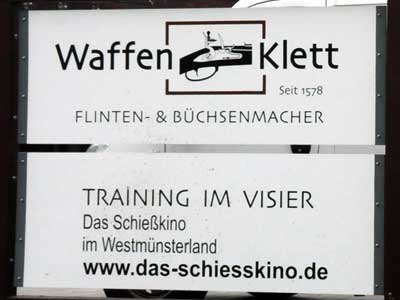 Waffen Klett
Seit 1578
FLINTEN- & BÜCHSENMACHER
TRAINING IM VISIER
Das Schießkino
im Westmünsterland
www.das-schiesskino.de